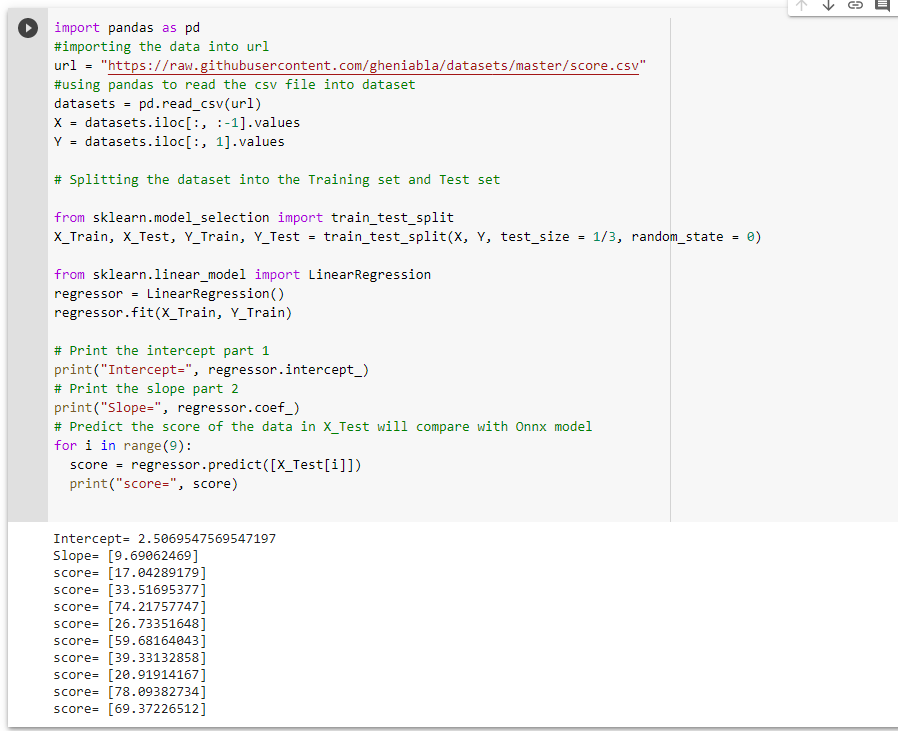 import pandas as pd
#importing the data into url
url = "https://raw.githubusercontent.com/gheniabla/datasets/master/score.csv"
#using pandas to read the csv file into dataset
datasets = pd.read_csv(url)
X = datasets.iloc[:, :-1].values
Y = datasets.iloc[:, 1].values
# Splitting the dataset into the Training set and Test set
from sklearn.model_selection import train_test_split
X_Train, X_Test, Y_Train, Y_Test = train_test_split(X, Y, test_size = 1/3, random_state = 0)
from sklearn.linear_model import LinearRegression
regressor = LinearRegression()
regressor.fit(X_Train, Y_Train)
# Print the intercept part 1
print("Intercept=", regressor.intercept_)
# Print the slope part 2
print("Slope=", regressor.coef_)
# Predict the score of the data in X_Test will compare with Onnx model
for i in range(9):
  score = regressor.predict([X_Test[i]])
  print("score=", score)
Intercept= 2.5069547569547197
Slope= [9.69062469]
score= [17.04289179]
score= [33.51695377]
score= [74.21757747]
score= [26.73351648]
score= [59.68164043]
score= [39.33132858]
score= [20.91914167]
score= [78.09382734]
score= [69.37226512]